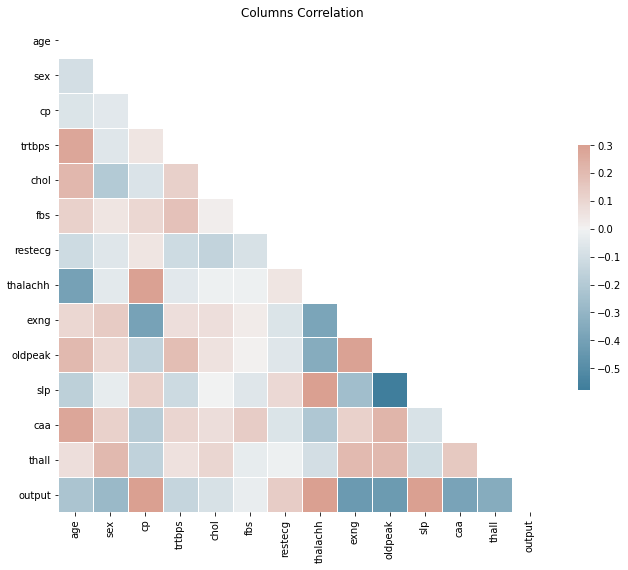 Columns Correlation
age
sex
cp
trtbps
chol
fbs
restecg
thalachh
exng
oldpeak
slp
caa
thall
output
age
sex
cp
trtbps
chol
fbs
restecg
thalachh
exng
oldpeak
slp
caa
thall
output
0.3
0.2
0.1
0.0
−0.1
−0.2
−0.3
−0.4
−0.5